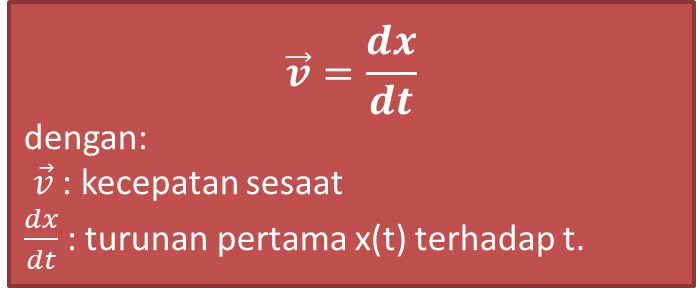 v⃗ = dx/dt
dengan:
v⃗ : kecepatan sesaat
dx/dt : turunan pertama x(t) terhadap t.